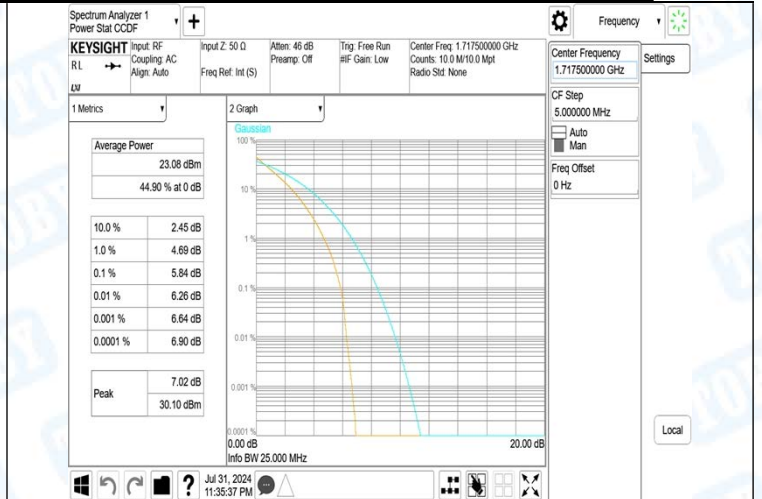 Spectrum Analyzer 1
Power Stat CCDF
Frequency
KEYSIGHT
RL
Input: RF
Coupling: AC
Align: Auto
Input Z: 50 Ω
Freq Ref: Int (S)
Atten: 46 dB
Preamp: Off
Trig: Free Run
#IF Gain: Low
Center Freq: 1.717500000 GHz
Counts: 10.0 M/10.0 Mpt
Radio Std: None
Center Frequency
1.717500000 GHz
Settings
CF Step
5.000000 MHz
Auto
Man
Freq Offset
0 Hz
1 Metrics
Average Power
23.08 dBm
44.90 % at 0 dB
10.0 % 2.45 dB
1.0 % 4.69 dB
0.1 % 5.84 dB
0.01 % 6.26 dB
0.001 % 6.64 dB
0.0001 % 6.90 dB
Peak
7.02 dB
30.10 dBm
2 Graph
Gaussian
100 %
10 %
1 %
0.1 %
0.01 %
0.001 %
0.0001 %
0.00 dB 20.00 dB
Info BW 25.000 MHz
Local
Jul 31, 2024
11:35:37 PM